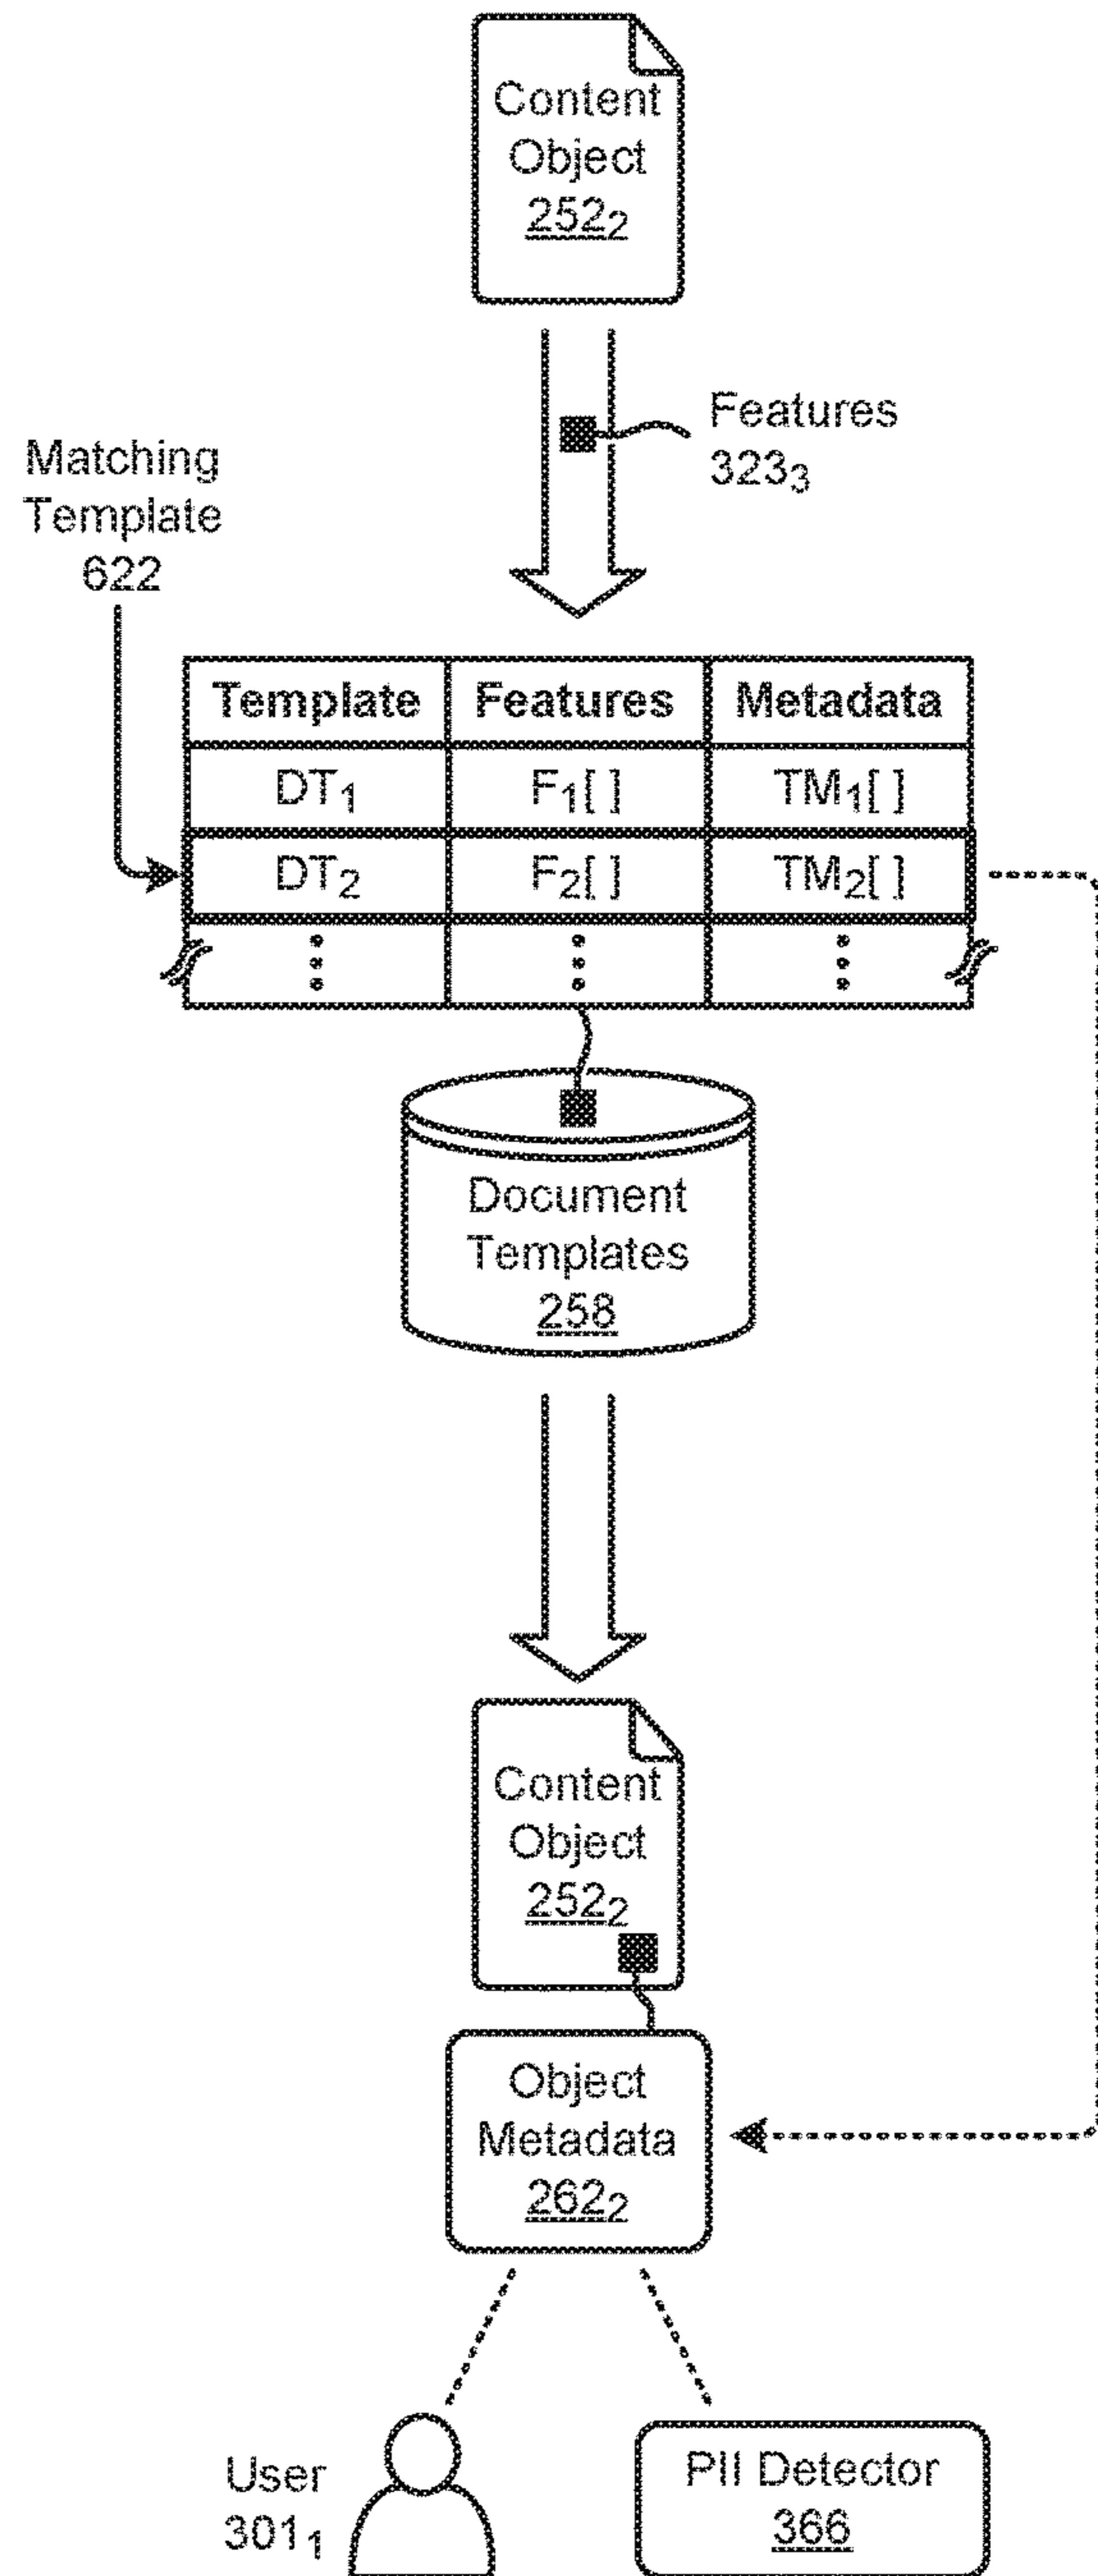 Content
Object
252₂
Features
323₃
Matching
Template
622
Template Features Metadata
DT₁ F₁[ ] TM₁[ ]
DT₂ F₂[ ] TM₂[ ]
Document
Templates
258
Content
Object
252₂
Object
Metadata
262₂
User
301₁
PII Detector
366